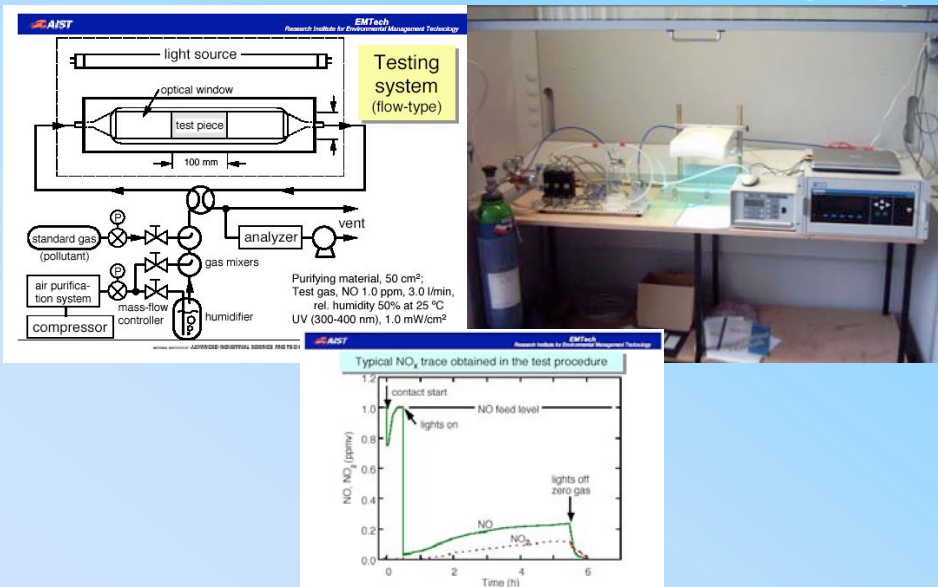 AIST
EMTech
Research Institute for Environmental Management Technology
light source
Testing
system
(flow-type)
optical window
test piece
100 mm
P
standard gas
(pollutant)
vent
analyzer
gas mixers
P
air purifica-
tion system
mass-flow
controller
humidifier
compressor
Purifying material, 50 cm²;
Test gas, NO 1.0 ppm, 3.0 l/min,
rel. humidity 50% at 25 ºC
UV (300-400 nm), 1.0 mW/cm²
ADVANCED INDUSTRIAL SCIENCE AND TECH
AIST
EMTech
Research Institute for Environmental Management Technology
Typical NOx trace obtained in the test procedure
NO, NO2 (ppmv)
1.2
1.0
0.8
0.6
0.4
0.2
0.0
contact start
NO feed level
lights on
lights off
zero gas
NO
NO2
0
2
4
6
Time (h)